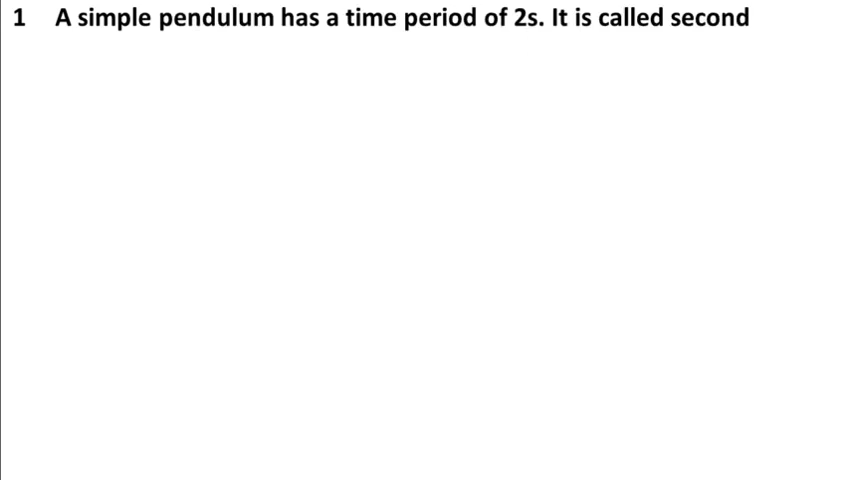 1 A simple pendulum has a time period of 2s. It is called second